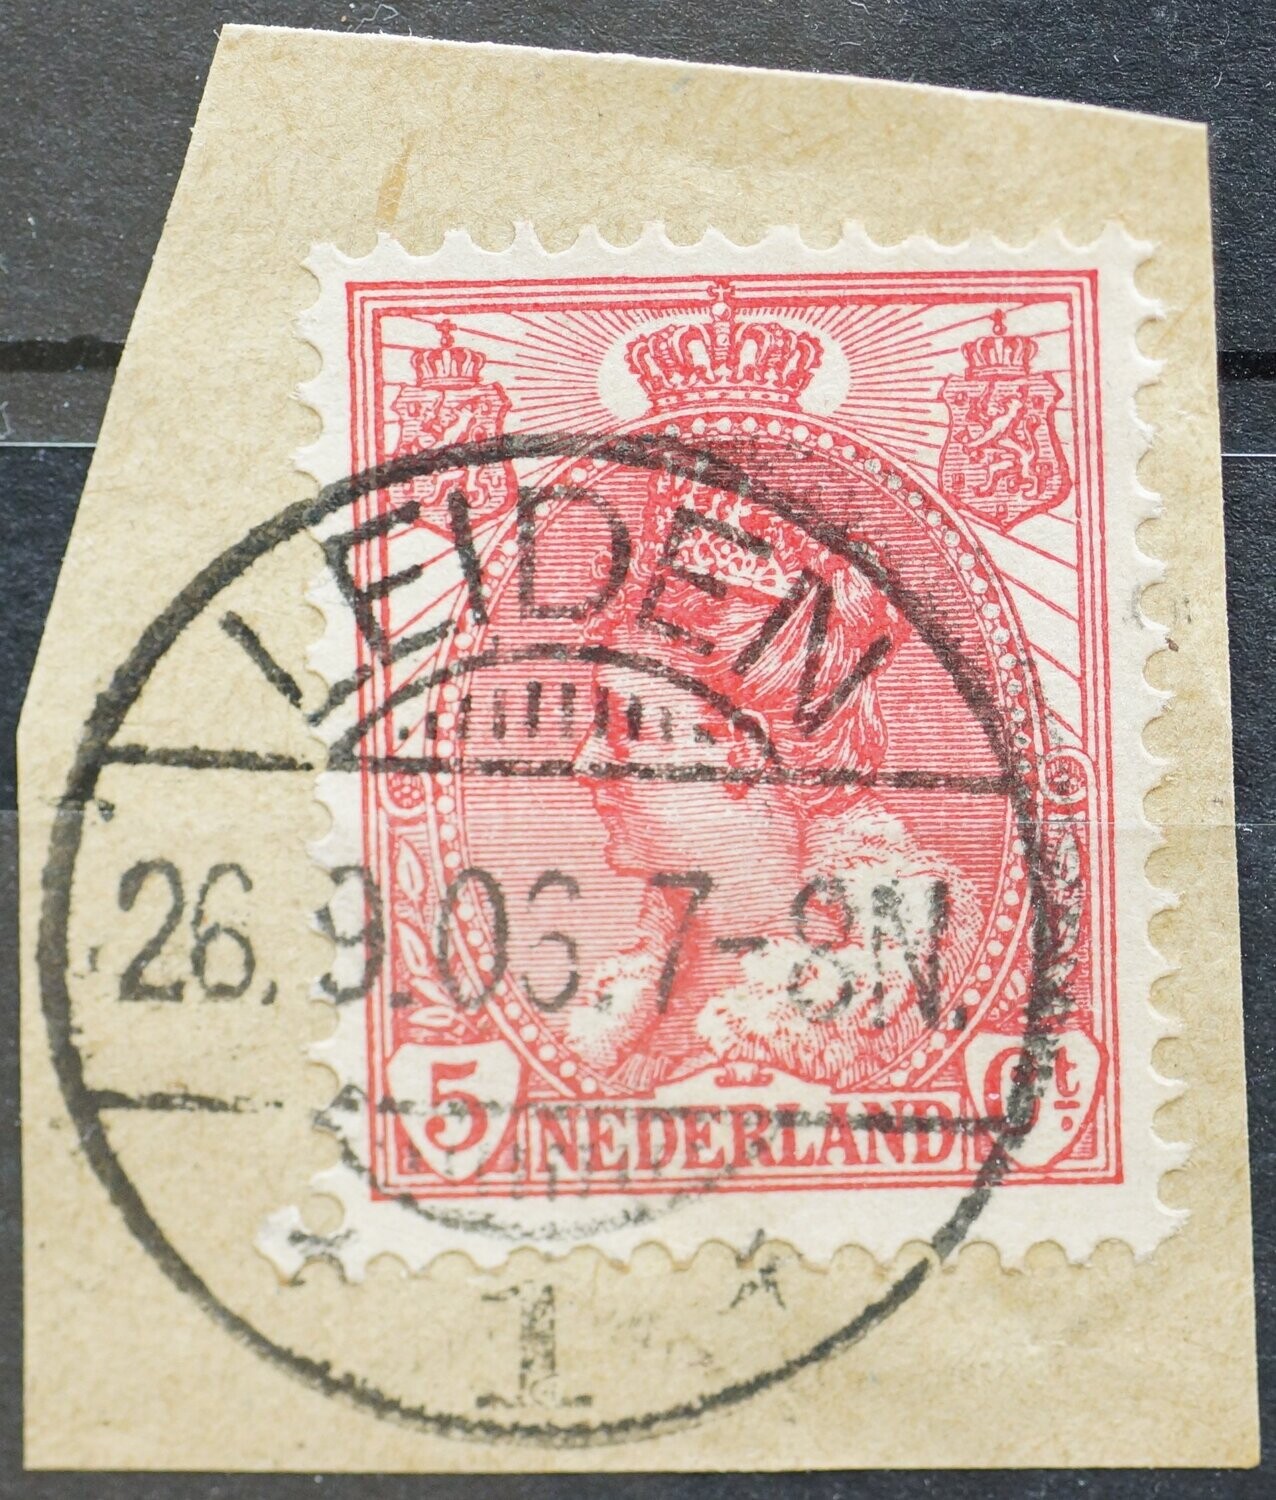 LEIDEN
26.9.06.7-8N.
5 NEDERLAND Ct.
1